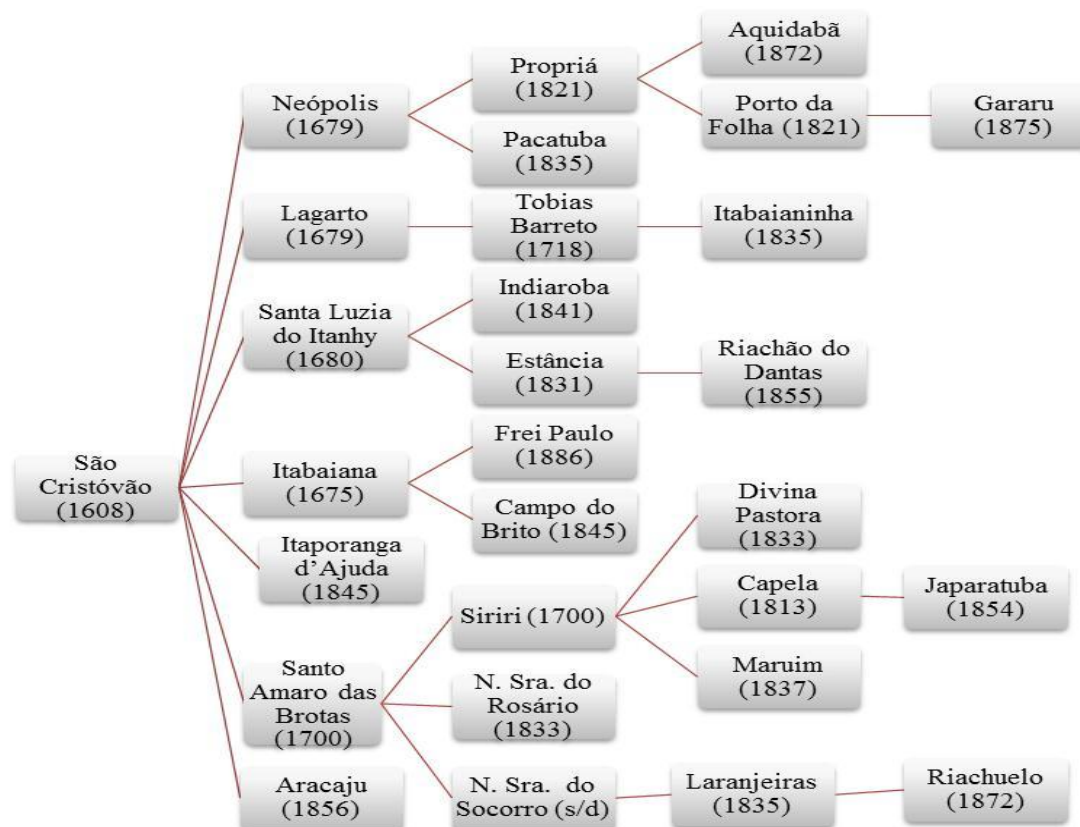 São
Cristóvão
(1608)
Neópolis
(1679)
Propriá
(1821)
Aquidabã
(1872)
Porto da
Folha (1821)
Gararu
(1875)
Pacatuba
(1835)
Lagarto
(1679)
Tobias
Barreto
(1718)
Itabaianinha
(1835)
Santa Luzia
do Itanhy
(1680)
Indiaroba
(1841)
Estância
(1831)
Riachão do
Dantas
(1855)
Itabaiana
(1675)
Frei Paulo
(1886)
Campo do
Brito (1845)
Itaporanga
d’Ajuda
(1845)
Santo
Amaro das
Brotas
(1700)
Siriri (1700)
Divina
Pastora
(1833)
Capela
(1813)
Japaratuba
(1854)
Maruim
(1837)
N. Sra. do
Rosário
(1833)
N. Sra. do
Socorro (s/d)
Laranjeiras
(1835)
Riachuelo
(1872)
Aracaju
(1856)